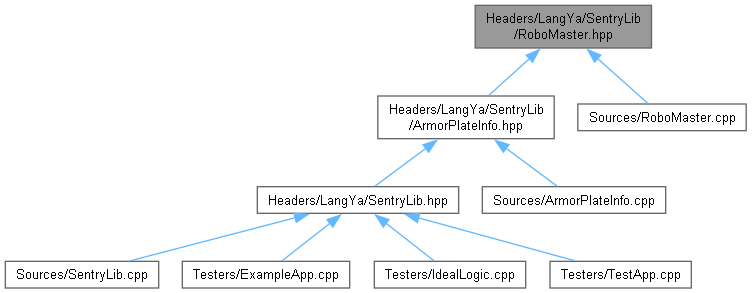 Headers/LangYa/SentryLib
/RoboMaster.hpp
Headers/LangYa/SentryLib
/ArmorPlateInfo.hpp
Sources/RoboMaster.cpp
Headers/LangYa/SentryLib.hpp
Sources/ArmorPlateInfo.cpp
Sources/SentryLib.cpp
Testers/ExampleApp.cpp
Testers/IdealLogic.cpp
Testers/TestApp.cpp